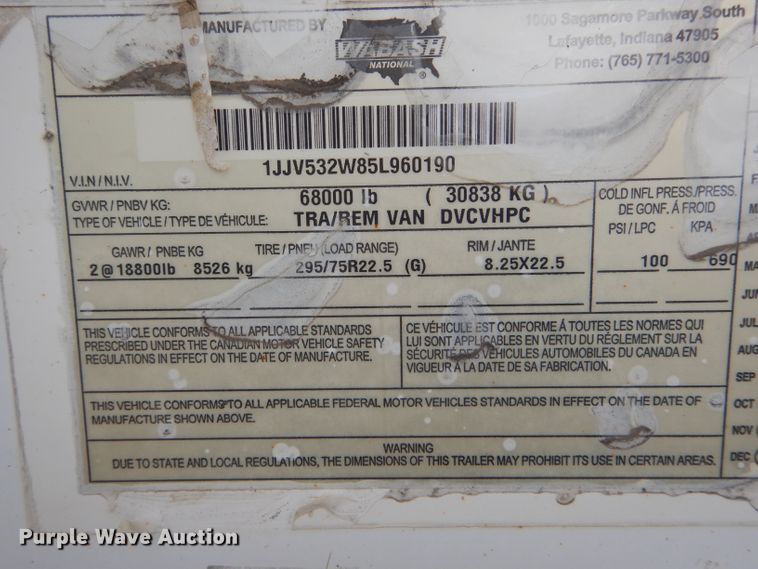 MANUFACTURED BY
WABASH
NATIONAL®
1000 Sagamore Parkway South
Lafayette, Indiana 47905
Phone: (765) 771-5300
V.I.N / N.I.V.
1JJV532W85L960190
GVWR / PNBV KG: 68000 lb ( 30838 KG )
TYPE OF VEHICLE / TYPE DE VÉHICULE: TRA/REM VAN DVCVHPC
COLD INFL PRESS./PRESS.
DE GONF. À FROID
PSI / LPC KPA
GAWR / PNBE KG TIRE / PNEU (LOAD RANGE) RIM / JANTE
2 @ 18800lb 8526 kg 295/75R22.5 (G) 8.25X22.5 100 690
THIS VEHICLE CONFORMS TO ALL APPLICABLE STANDARDS
PRESCRIBED UNDER THE CANADIAN MOTOR VEHICLE SAFETY
REGULATIONS IN EFFECT ON THE DATE OF MANUFACTURE.
CE VÉHICULE EST CONFORME À TOUTES LES NORMES QUI
LUI SONT APPLICABLES EN VERTU DU RÉGLEMENT SUR LA
SÉCURITÉ DES VÉHICULES AUTOMOBILES DU CANADA EN
VIGUEUR À LA DATE DE SA FABRICATION.
THIS VEHICLE CONFORMS TO ALL APPLICABLE FEDERAL MOTOR VEHICLES STANDARDS IN EFFECT ON THE DATE OF
MANUFACTURE SHOWN ABOVE.
WARNING
DUE TO STATE AND LOCAL REGULATIONS, THE DIMENSIONS OF THIS TRAILER MAY PROHIBIT ITS USE IN CERTAIN AREAS.
JUL
AUG
SEP
OCT
NOV
DEC
Purple Wave Auction